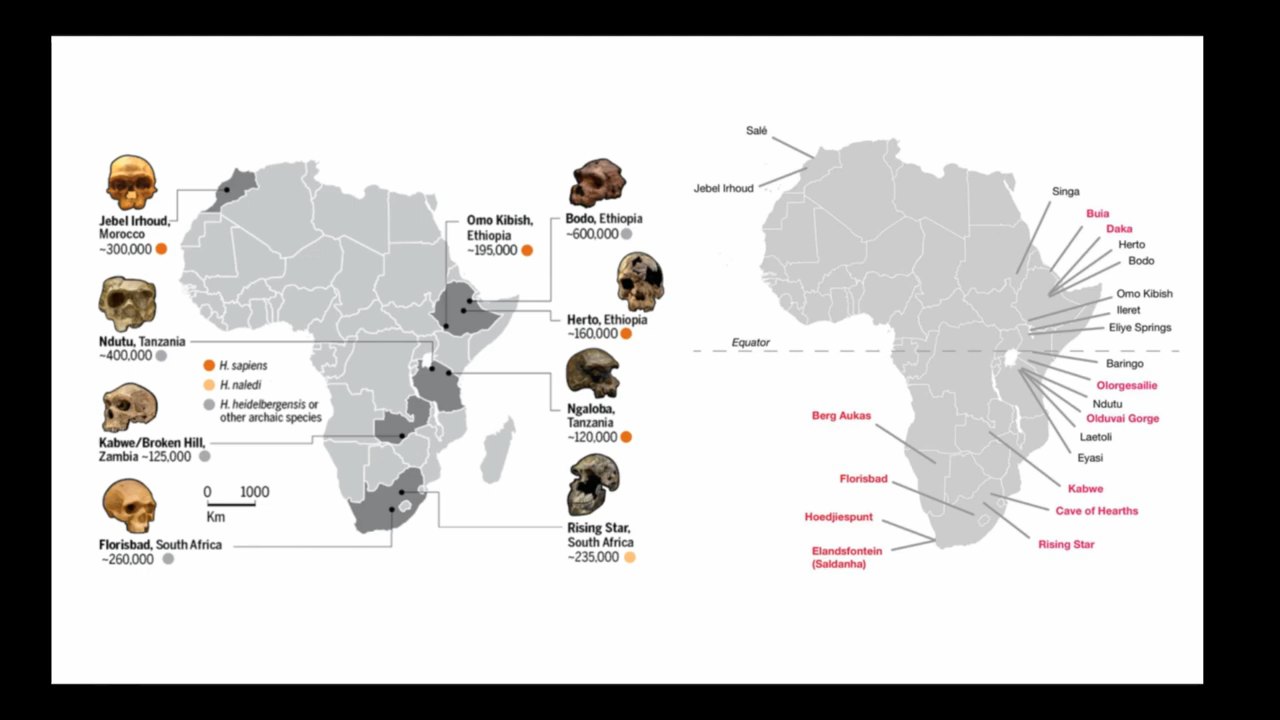 Jebel Irhoud,
Morocco
~300,000
Ndutu, Tanzania
~400,000
Kabwe/Broken Hill,
Zambia ~125,000
Florisbad, South Africa
~260,000
H. sapiens
H. naledi
H. heidelbergensis or
other archaic species
0 1000
Km
Omo Kibish,
Ethiopia
~195,000
Bodo, Ethiopia
~600,000
Herto, Ethiopia
~160,000
Ngaloba,
Tanzania
~120,000
Rising Star,
South Africa
~235,000
Salé
Jebel Irhoud
Singa
Buia
Daka
Herto
Bodo
Omo Kibish
Ileret
Eliye Springs
Equator
Baringo
Olorgesailie
Ndutu
Olduvai Gorge
Laetoli
Eyasi
Berg Aukas
Florisbad
Hoedjiespunt
Elandsfontein
(Saldanha)
Kabwe
Cave of Hearths
Rising Star